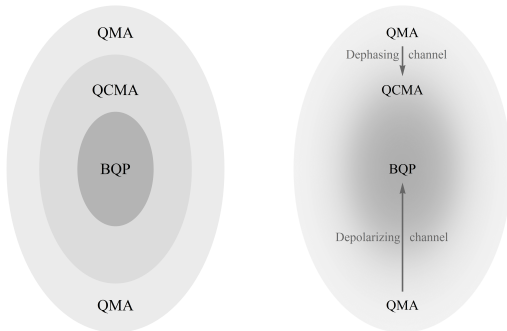 QMA
QCMA
BQP
QMA
QMA
Dephasing channel
QCMA
BQP
Depolarizing channel
QMA